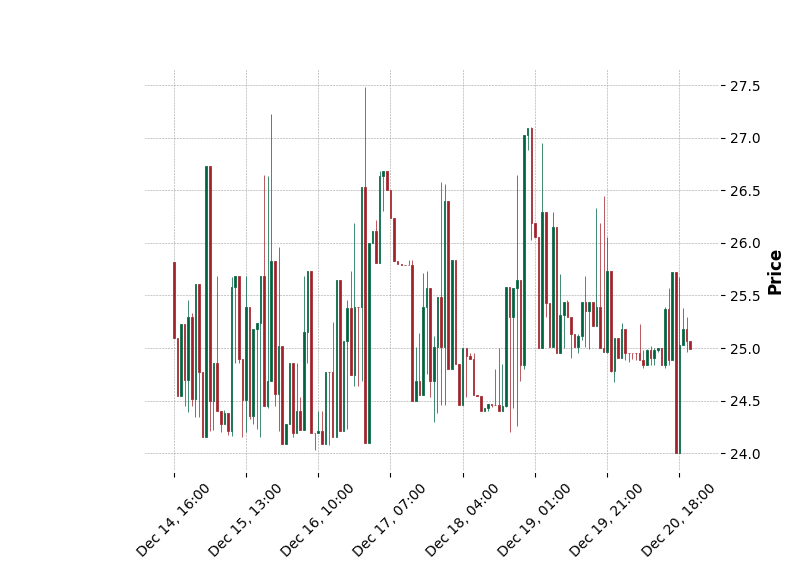 27.5
27.0
26.5
26.0
25.5
25.0
24.5
24.0
Price
Dec 14, 16:00
Dec 15, 13:00
Dec 16, 10:00
Dec 17, 07:00
Dec 18, 04:00
Dec 19, 01:00
Dec 19, 21:00
Dec 20, 18:00